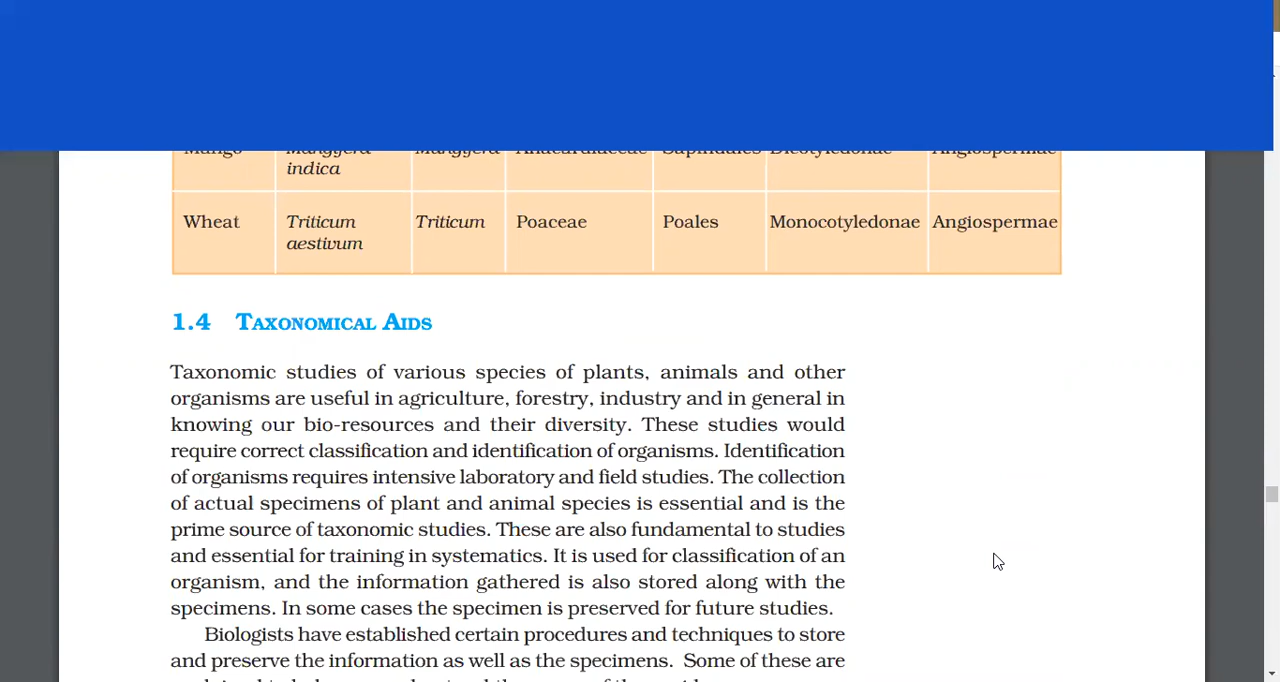 Mango Mangifera Mangifera Anacardiaceae Sapindales Dicotyledonae Angiospermae
indica
Wheat Triticum Triticum Poaceae Poales Monocotyledonae Angiospermae
aestivum
1.4 TAXONOMICAL AIDS
Taxonomic studies of various species of plants, animals and other
organisms are useful in agriculture, forestry, industry and in general in
knowing our bio-resources and their diversity. These studies would
require correct classification and identification of organisms. Identification
of organisms requires intensive laboratory and field studies. The collection
of actual specimens of plant and animal species is essential and is the
prime source of taxonomic studies. These are also fundamental to studies
and essential for training in systematics. It is used for classification of an
organism, and the information gathered is also stored along with the
specimens. In some cases the specimen is preserved for future studies.
Biologists have established certain procedures and techniques to store
and preserve the information as well as the specimens. Some of these are